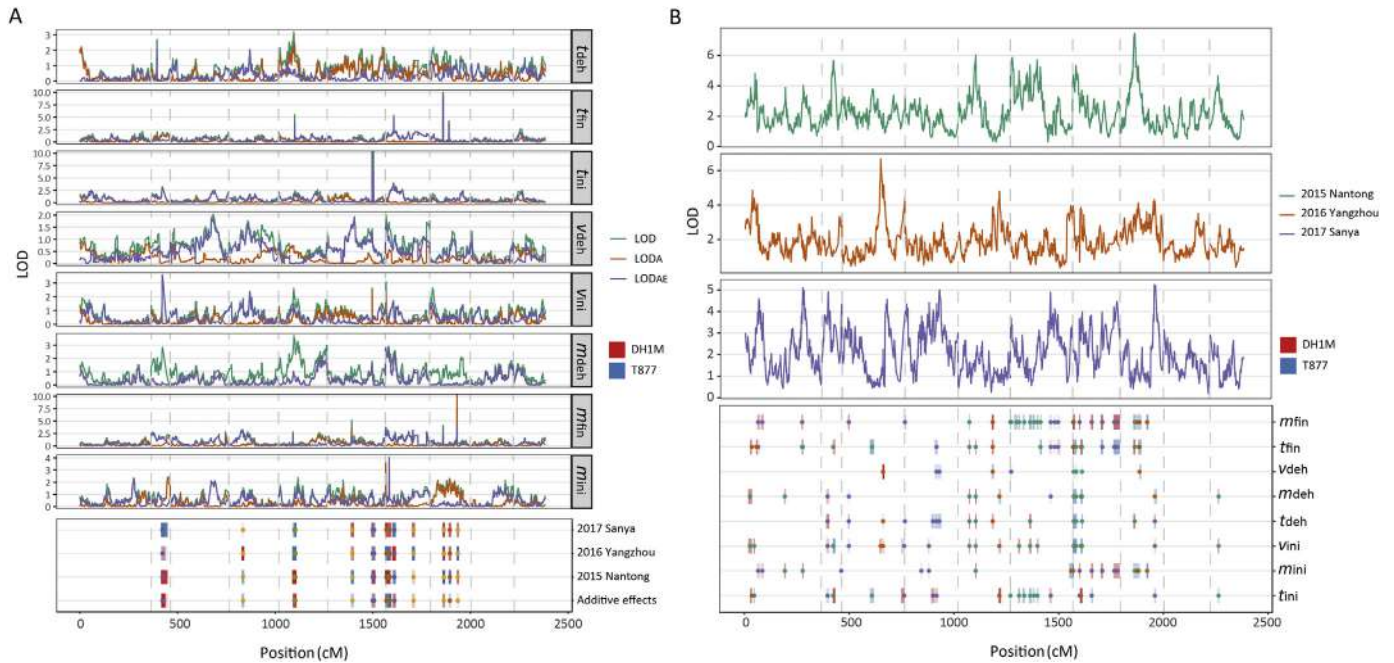 A
3
2
1
0
tdeh
10.0
7.5
5.0
2.5
0
tfin
10.0
7.5
5.0
2.5
0
tini
2.0
1.5
1.0
0.5
0.0
vdeh
3
2
1
0
vini
3
2
1
0
mdeh
10.0
7.5
5.0
2.5
0
mfin
4
3
2
1
0
mini
LOD
LOD
LODA
LODAE
DH1M
T877
2017 Sanya
2016 Yangzhou
2015 Nantong
Additive effects
0 500 1000 1500 2000 2500
Position (cM)
B
0 500 1000 1500 2000 2500
6
4
2
0
6
4
2
5
4
3
2
1
0
LOD
2015 Nantong
2016 Yangzhou
2017 Sanya
DH1M
T877
mfin
tfin
vdeh
mdeh
tdeh
vini
mini
tini
0 500 1000 1500 2000 2500
Position (cM)